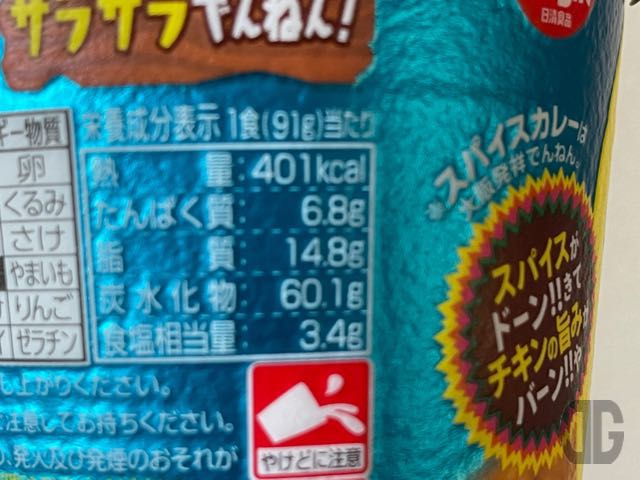 サラサラやんねん!
日清食品
栄養成分表示 1食(91g)当たり
熱量:401kcal
たんぱく質: 6.8g
脂質: 14.8g
炭水化物: 60.1g
食塩相当量: 3.4g
ギー物質
卵
くるみ
さけ
やまいも
りんご
ゼラチン
し上がりください。
ご注意してお持ちください。
発火及び発煙のおそれが
やけどに注意
※スパイスカレーは
大阪発祥でんねん。
スパイスが
ドーン!!きて
チキンの旨みが
バーン!!や
DG